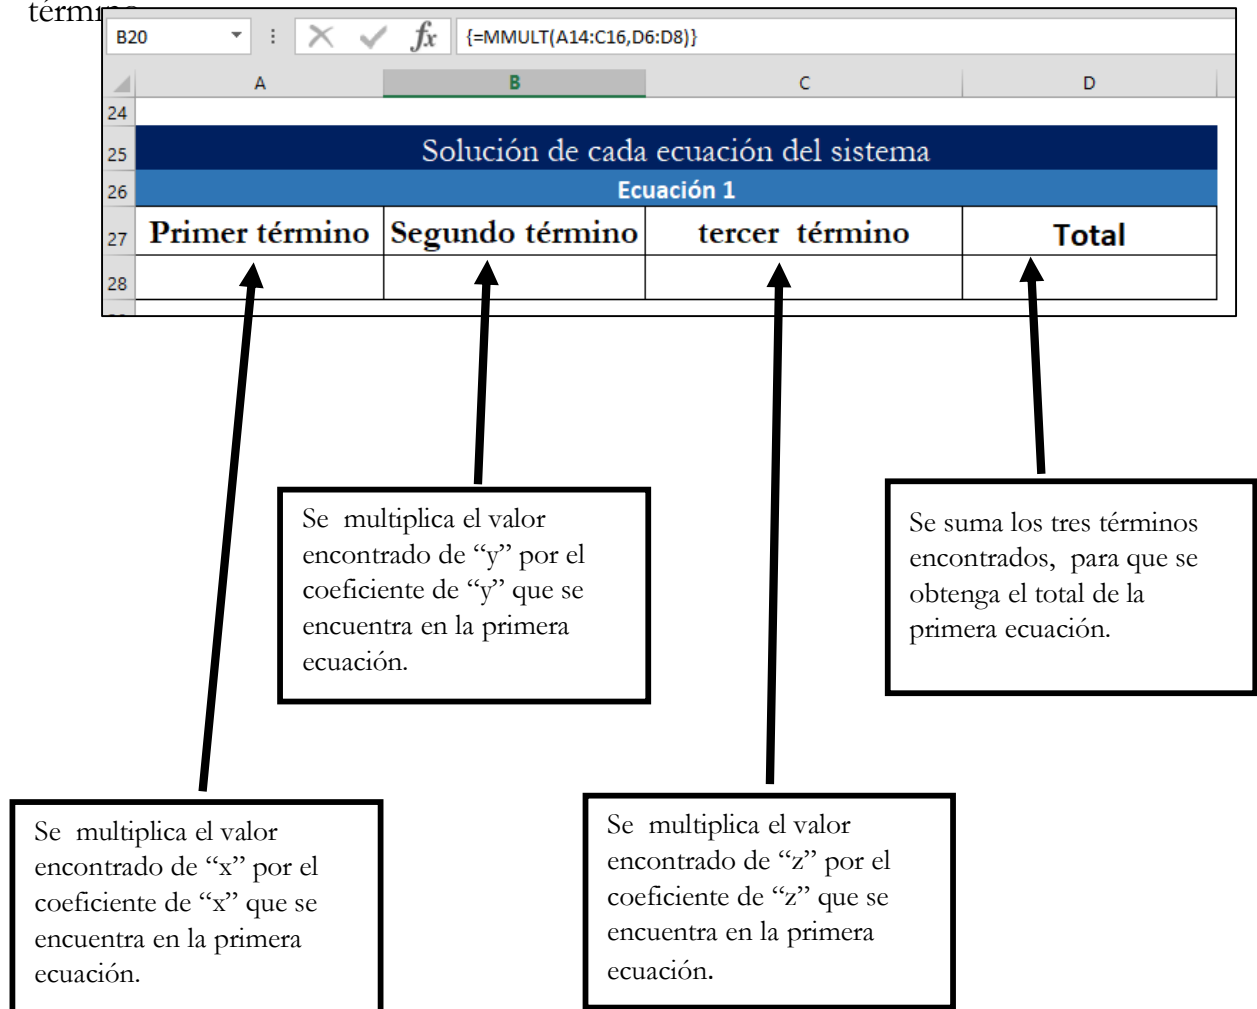 B20 : fx {=MMULT(A14:C16,D6:D8)}
A B C D
24
25 Solución de cada ecuación del sistema
26 Ecuación 1
27 Primer término Segundo término tercer término Total
28
Se multiplica el valor
encontrado de “y” por el
coeficiente de “y” que se
encuentra en la primera
ecuación.
Se suma los tres términos
encontrados, para que se
obtenga el total de la
primera ecuación.
Se multiplica el valor
encontrado de “x” por el
coeficiente de “x” que se
encuentra en la primera
ecuación.
Se multiplica el valor
encontrado de “z” por el
coeficiente de “z” que se
encuentra en la primera
ecuación.